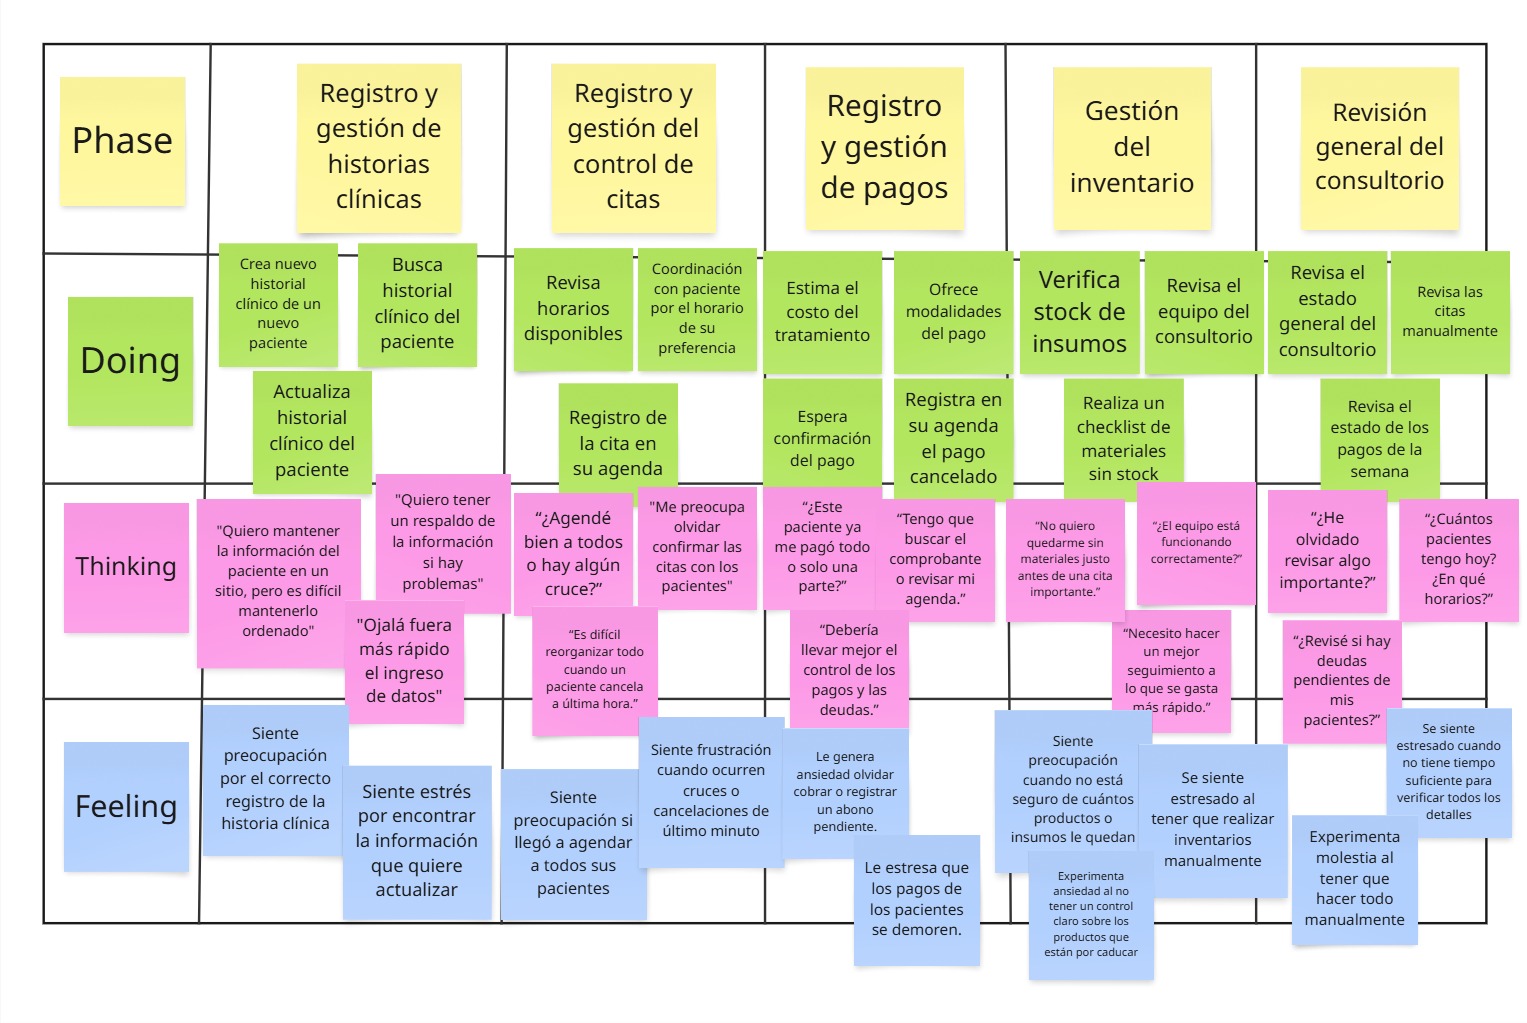 Phase
Registro y
gestión de
historias
clínicas
Registro y
gestión del
control de
citas
Registro
y gestión
de pagos
Gestión
del
inventario
Revisión
general del
consultorio
Doing
Crea nuevo
historial
clínico de un
nuevo
paciente
Busca
historial
clínico del
paciente
Actualiza
historial
clínico del
paciente
Revisa
horarios
disponibles
Coordinación
con paciente
por el horario
de su
preferencia
Registro de
la cita en
su agenda
Estima el
costo del
tratamiento
Ofrece
modalidades
del pago
Espera
confirmación
del pago
Registra en
su agenda
el pago
cancelado
Verifica
stock de
insumos
Revisa el
equipo del
consultorio
Realiza un
checklist de
materiales
sin stock
Revisa el
estado
general del
consultorio
Revisa las
citas
manualmente
Revisa el
estado de los
pagos de la
semana
Thinking
"Quiero mantener
la información del
paciente en un
sitio, pero es difícil
mantenerlo
ordenado"
"Quiero tener
un respaldo de
la información
si hay
problemas"
"Ojalá fuera
más rápido
el ingreso
de datos"
“¿Agendé
bien a todos
o hay algún
cruce?”
"Me preocupa
olvidar
confirmar las
citas con los
pacientes"
“Es difícil
reorganizar todo
cuando un
paciente cancela
a última hora.”
“¿Este
paciente ya
me pagó todo
o solo una
parte?”
“Tengo que
buscar el
comprobante
o revisar mi
agenda.”
“Debería
llevar mejor el
control de los
pagos y las
deudas.”
“No quiero
quedarme sin
materiales justo
antes de una cita
importante.”
“¿El equipo está
funcionando
correctamente?”
“Necesito hacer
un mejor
seguimiento a
lo que se gasta
más rápido.”
“¿He
olvidado
revisar algo
importante?”
“¿Cuántos
pacientes
tengo hoy?
¿En qué
horarios?”
“¿Revisé si hay
deudas
pendientes de
mis
pacientes?”
Feeling
Siente
preocupación
por el correcto
registro de la
historia clínica
Siente estrés
por encontrar
la información
que quiere
actualizar
Siente
preocupación si
llegó a agendar
a todos sus
pacientes
Siente frustración
cuando ocurren
cruces o
cancelaciones de
último minuto
Le genera
ansiedad olvidar
cobrar o registrar
un abono
pendiente.
Le estresa que
los pagos de
los pacientes
se demoren.
Siente
preocupación
cuando no está
seguro de cuántos
productos o
insumos le quedan
Se siente
estresado al
tener que realizar
inventarios
manualmente
Experimenta
ansiedad al no
tener un control
claro sobre los
productos que
están por caducar
Se siente
estresado cuando
no tiene tiempo
suficiente para
verificar todos los
detalles
Experimenta
molestia al
tener que
hacer todo
manualmente